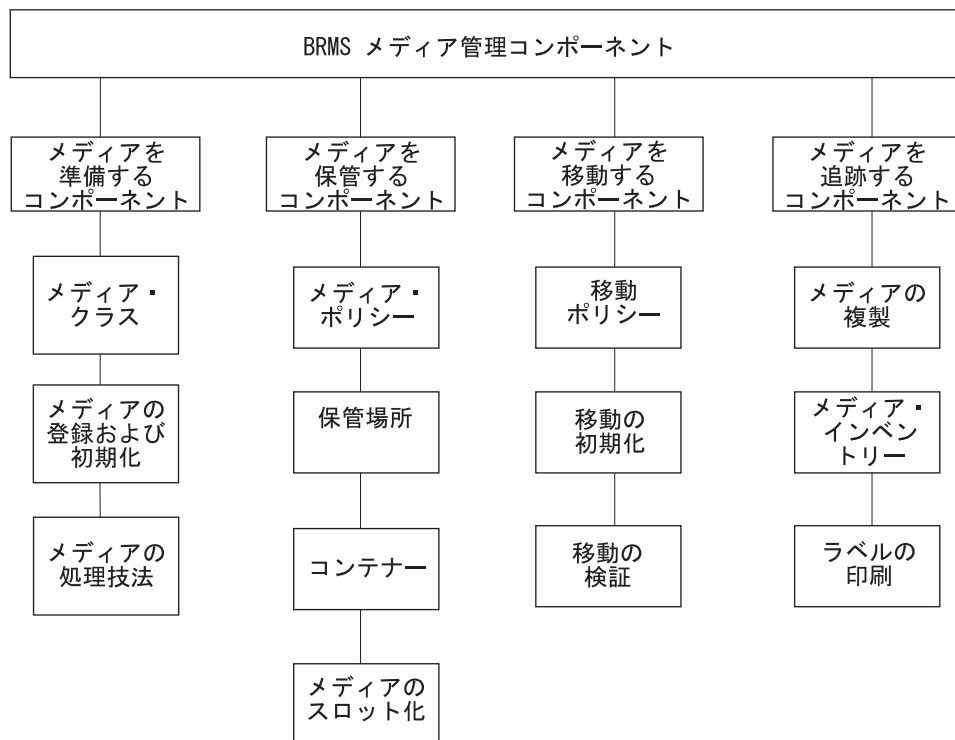 BRMS メディア管理コンポーネント
メディアを
準備する
コンポーネント
メディアを
保管する
コンポーネント
メディアを
移動する
コンポーネント
メディアを
追跡する
コンポーネント
メディア・
クラス
メディア・
ポリシー
移動
ポリシー
メディアの
複製
メディアの
登録および
初期化
保管場所
移動の
初期化
メディア・
インベン
トリー
メディアの
処理技法
コンテナー
移動の
検証
ラベルの
印刷
メディアの
スロット化